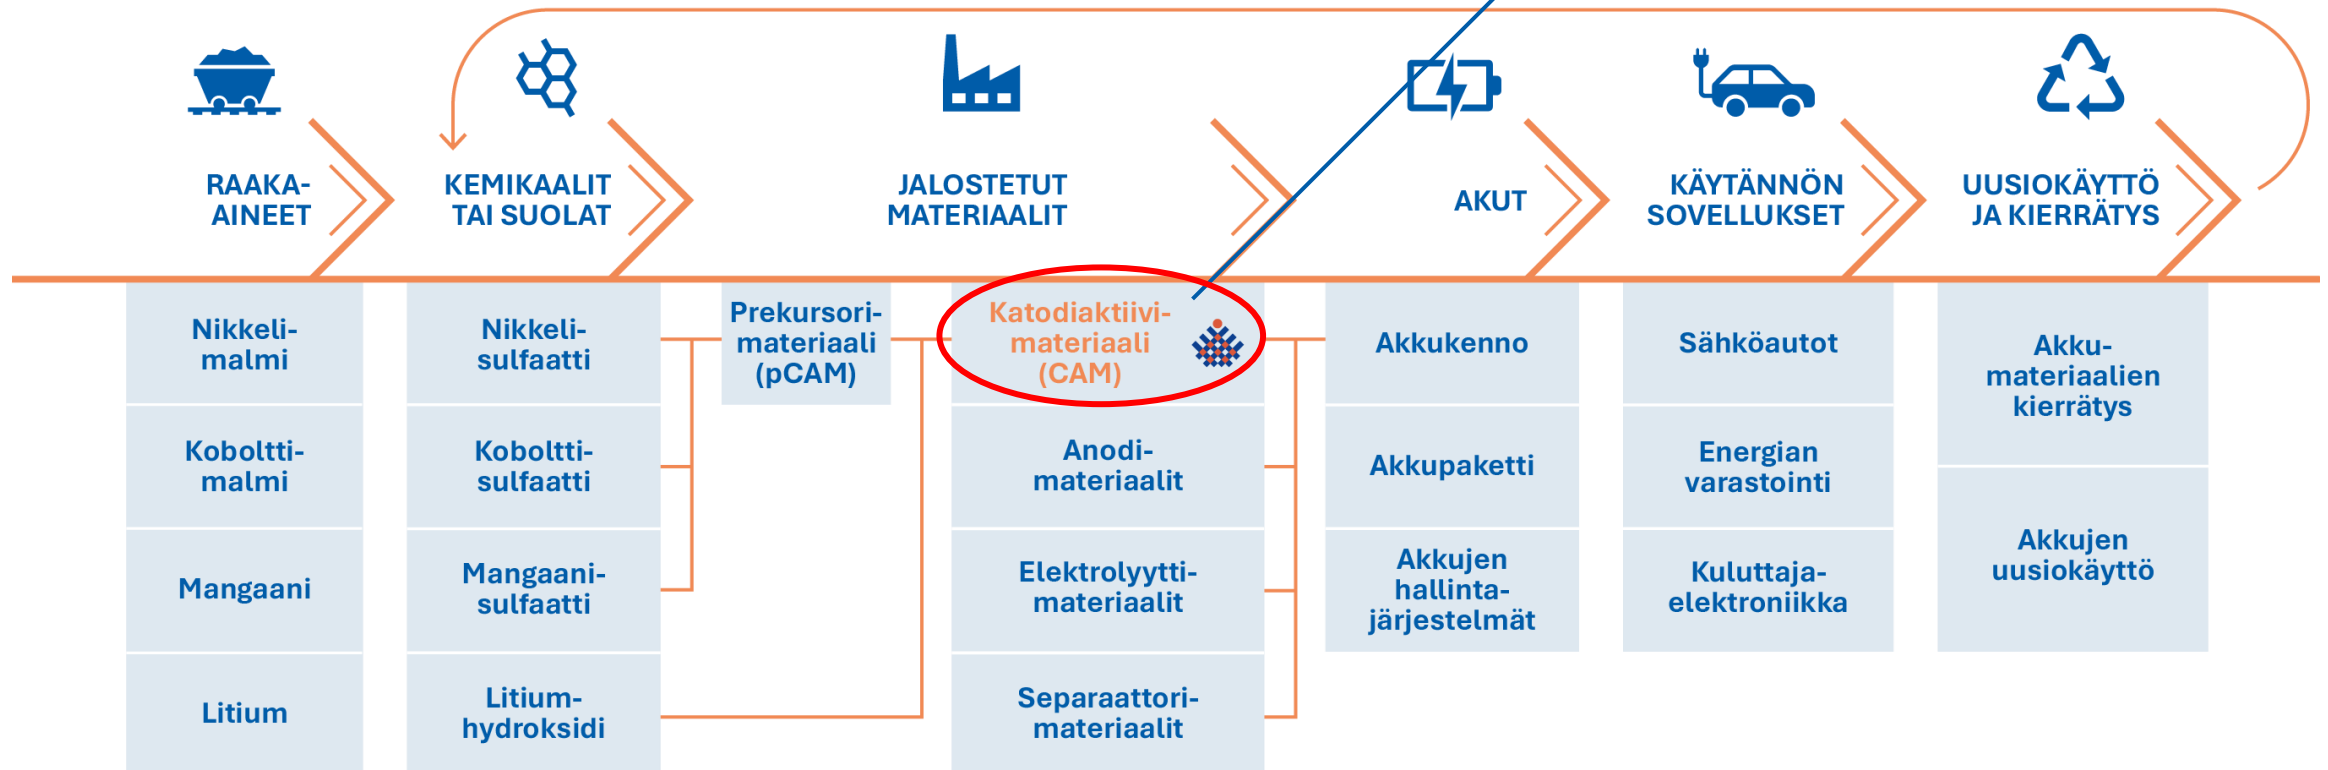 RAAKA-
AINEET
KEMIKAALIT
TAI SUOLAT
JALOSTETUT
MATERIAALIT
AKUT
KÄYTÄNNÖN
SOVELLUKSET
UUSIOKÄYTTÖ
JA KIERRÄTYS
Nikkeli-
malmi
Koboltti-
malmi
Mangaani
Litium
Nikkeli-
sulfaatti
Koboltti-
sulfaatti
Mangaani-
sulfaatti
Litium-
hydroksidi
Prekursori-
materiaali
(pCAM)
Katodiaktiivi-
materiaali
(CAM)
Anodi-
materiaalit
Elektrolyytti-
materiaalit
Separaattori-
materiaalit
Akkukenno
Akkupaketti
Akkujen
hallinta-
järjestelmät
Sähköautot
Energian
varastointi
Kuluttaja-
elektroniikka
Akku-
materiaalien
kierrätys
Akkujen
uusiokäyttö